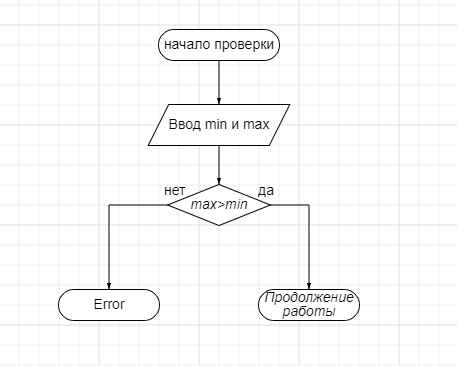 начало проверки
Ввод min и max
нет
да
max>min
Error
Продолжение
работы